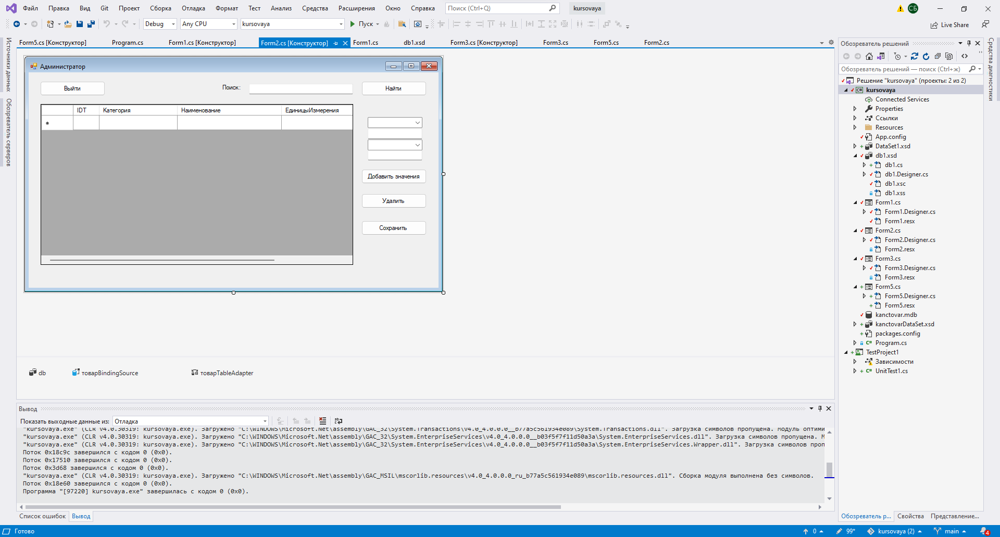 Файл Правка Вид Git Проект Сборка Отладка Формат Тест Анализ Средства Расширения Окно Справка Поиск (Ctrl+Q) kursovaya СБ
Debug Any CPU kursovaya Пуск Live Share
Источники данных
Обозреватель серверов
Form5.cs [Конструктор] Program.cs Form1.cs [Конструктор] Form2.cs [Конструктор] Form1.cs db1.xsd Form3.cs [Конструктор] Form3.cs Form5.cs Form2.cs
Администратор
Выйти Поиск: Найти
IDT Категория Наименование ЕдиницыИзмерения
Добавить значения
Удалить
Сохранить
db товарBindingSource товарTableAdapter
Вывод
Показать выходные данные из: Отладка
"kursovaya.exe" (CLR v4.0.30319: kursovaya.exe). Загружено "C:\WINDOWS\Microsoft.Net\assembly\GAC_32\System.Transactions\v4.0_4.0.0.0__b77a5c561934e089\System.Transactions.dll". Загрузка символов пропущена. Модуль оптими
"kursovaya.exe" (CLR v4.0.30319: kursovaya.exe). Загружено "C:\WINDOWS\Microsoft.Net\assembly\GAC_32\System.EnterpriseServices\v4.0_4.0.0.0__b03f5f7f11d50a3a\System.EnterpriseServices.dll". Загрузка символов пропущена. М
"kursovaya.exe" (CLR v4.0.30319: kursovaya.exe). Загружено "C:\WINDOWS\Microsoft.Net\assembly\GAC_32\System.EnterpriseServices\v4.0_4.0.0.0__b03f5f7f11d50a3a\System.EnterpriseServices.Wrapper.dll". Загрузка символов проп
Поток 0x18c9c завершился с кодом 0 (0x0).
Поток 0x17510 завершился с кодом 0 (0x0).
Поток 0x3d68 завершился с кодом 0 (0x0).
"kursovaya.exe" (CLR v4.0.30319: kursovaya.exe). Загружено "C:\WINDOWS\Microsoft.Net\assembly\GAC_MSIL\mscorlib.resources\v4.0_4.0.0.0_ru_b77a5c561934e089\mscorlib.resources.dll". Сборка модуля выполнена без символов.
Поток 0x18e60 завершился с кодом 0 (0x0).
Программа "[97220] kursovaya.exe" завершилась с кодом 0 (0x0).
Список ошибок Вывод
Обозреватель решений
Обозреватель решений — поиск (Ctrl+ж)
Решение "kursovaya" (проекты: 2 из 2)
C# kursovaya
Connected Services
Properties
Ссылки
Resources
App.config
DataSet1.xsd
db1.xsd
db1.cs
db1.Designer.cs
db1.xsc
db1.xss
Form1.cs
Form1.Designer.cs
Form1.resx
Form2.cs
Form2.Designer.cs
Form2.resx
Form3.cs
Form3.Designer.cs
Form3.resx
Form5.cs
Form5.Designer.cs
Form5.resx
kanctovar.mdb
kanctovarDataSet.xsd
packages.config
C# Program.cs
TestProject1
Зависимости
C# UnitTest1.cs
Обозреватель р... Свойства Представление...
Средства диагностики
Готово 0 99* kursovaya (2) main 4